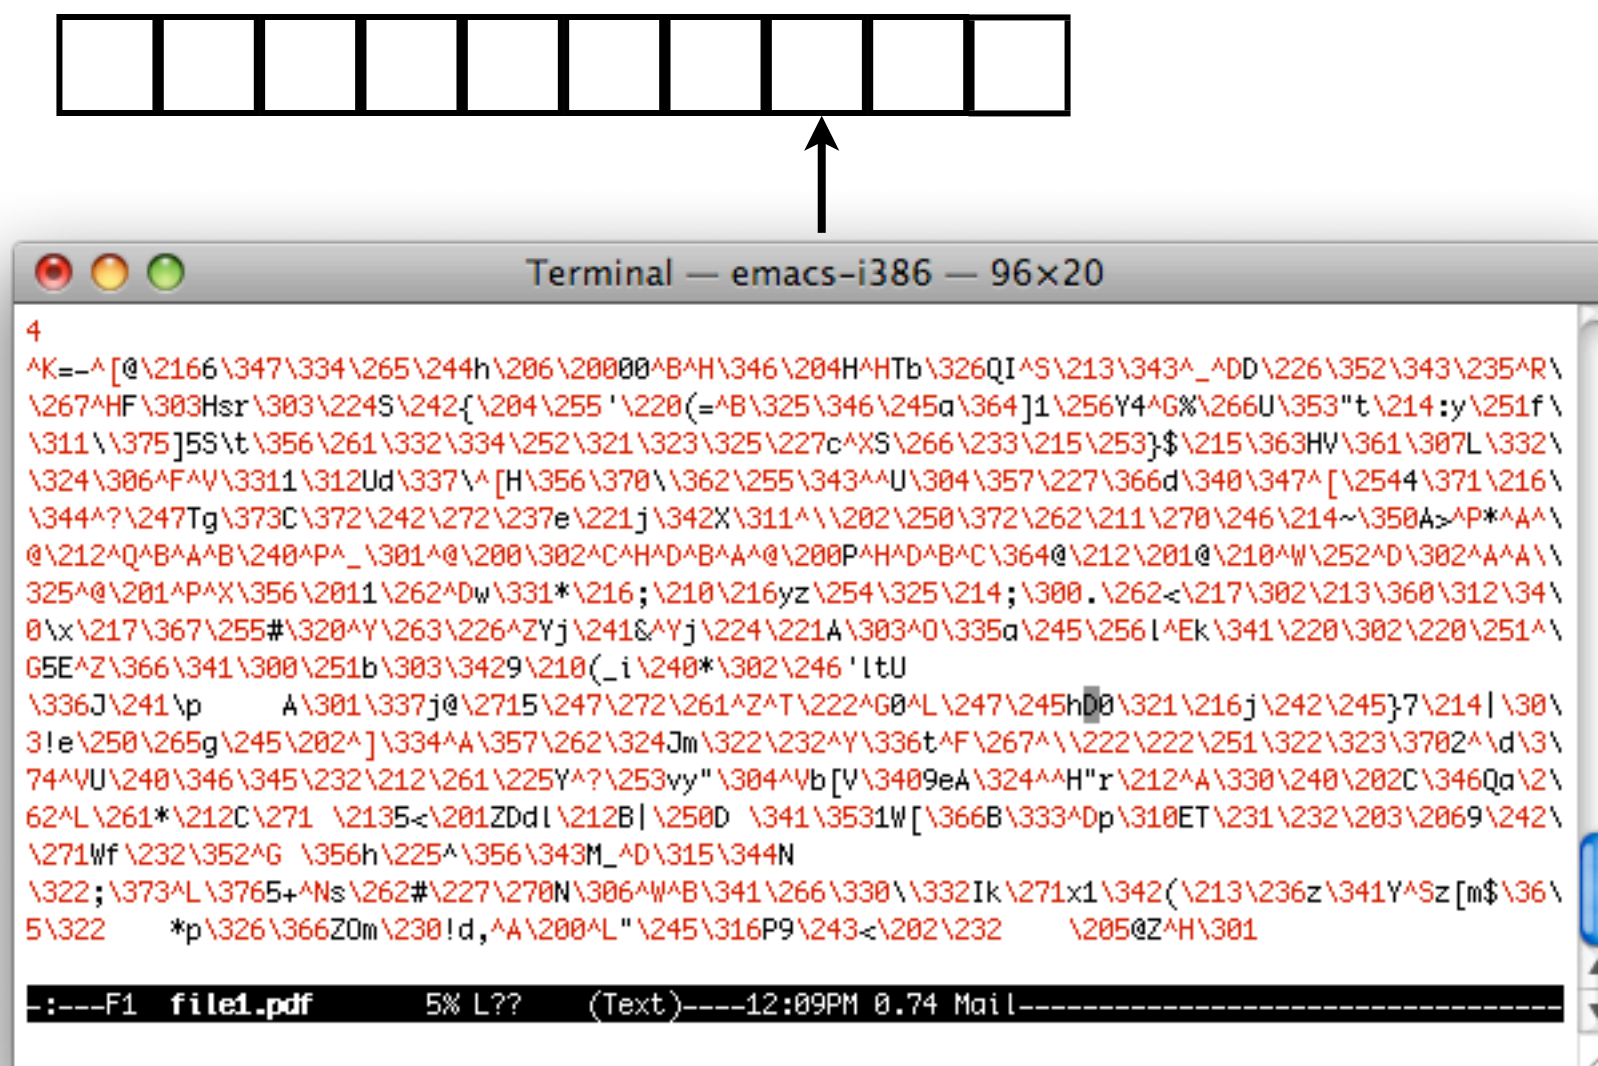 Terminal — emacs-i386 — 96×20
4
^K=-^[@\2166\347\334\265\244h\206\20000^B^H\346\204H^HTb\326QI^S\213\343^_^DD\226\352\343\235^R\
\267^HF\303Hsr\303\224S\242{\204\255'\220(=^B\325\346\245a\364]1\256Y4^G%\266U\353"t\214:y\251f\
\311\\375]5S\t\356\261\332\334\252\321\323\325\227c^XS\266\233\215\253}$\215\363HV\361\307L\332\
\324\306^F^V\3311\312Ud\337\^[H\356\370\\362\255\343^^U\304\357\227\366d\340\347^[\2544\371\216\
\344^?\247Tg\373C\372\242\272\237e\221j\342X\311^\\202\250\372\262\211\270\246\214~\350A>^P*^A^\
@\212^Q^B^A^B\240^P^_\301^@\200\302^C^H^D^B^A^@\200P^H^D^B^C\364@\212\201@\210^W\252^D\302^A^A\\
325^@\201^P^X\356\2011\262^Dw\331*\216;\210\216yz\254\325\214;\300.\262<\217\302\213\360\312\34\
0\x\217\367\255#\320^Y\263\226^ZYj\241&^Yj\224\221A\303^O\335a\245\256l^Ek\341\220\302\220\251^\
G5E^Z\366\341\300\251b\303\3429\210(_i\240*\302\246'ltU
\336J\241\p     A\301\337j@\2715\247\272\261^Z^T\222^G0^L\247\245hD0\321\216j\242\245}7\214|\30\
3!e\250\265g\245\202^]\334^A\357\262\324Jm\322\232^Y\336t^F\267^\\222\222\251\322\323\3702^\d\3\
74^VU\240\346\345\232\212\261\225Y^?\253vy"\304^Vb[V\3409eA\324^^H"r\212^A\330\240\202C\346Qa\2\
62^L\261*\212C\271 \2135<\201ZDdl\212B|\250D \341\3531W[\366B\333^Dp\310ET\231\232\203\2069\242\
\271Wf\232\352^G \356h\225^\356\343M_^D\315\344N
\322;\373^L\3765+^Ns\262#\227\270N\306^W^B\341\266\330\\332Ik\271x1\342(\213\236z\341Y^Sz[m$\36\
5\322    *p\326\366ZOm\230!d,^A\200^L"\245\316P9\243<\202\232    \205@Z^H\301
-:---F1  file1.pdf       5% L??    (Text)----12:09PM 0.74 Mail----------------------------------